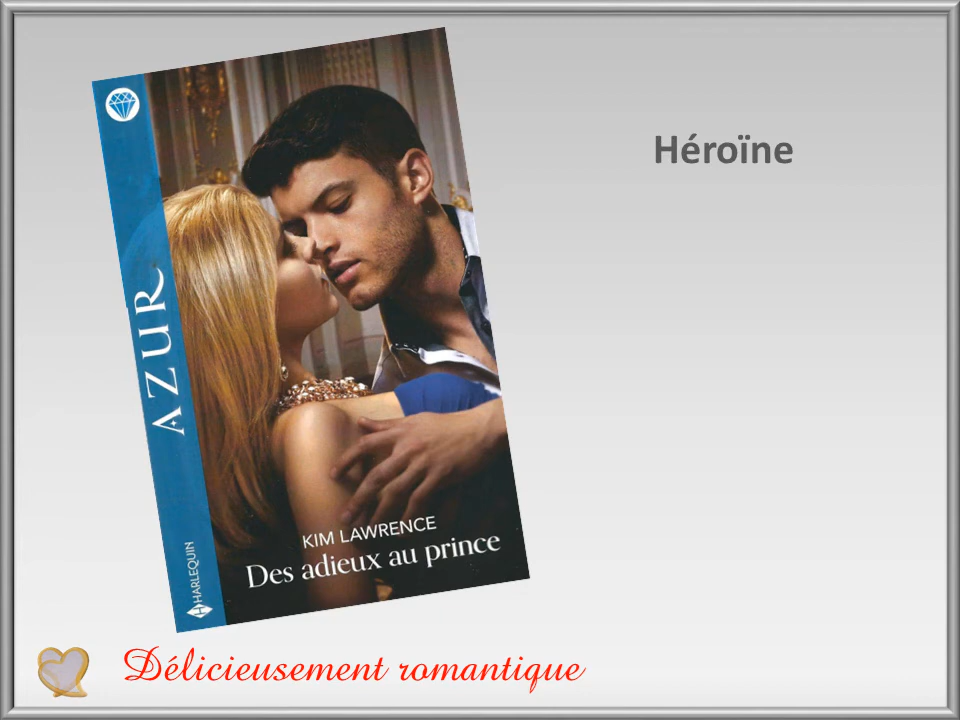 Héroïne
AZUR
HARLEQUIN
KIM LAWRENCE
Des adieux au prince
Délicieusement romantique